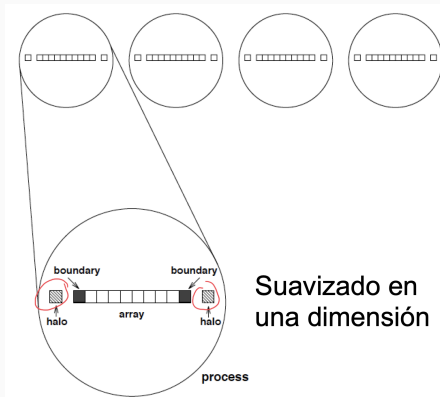 boundary
boundary
halo
array
halo
process
Suavizado en
una dimensión